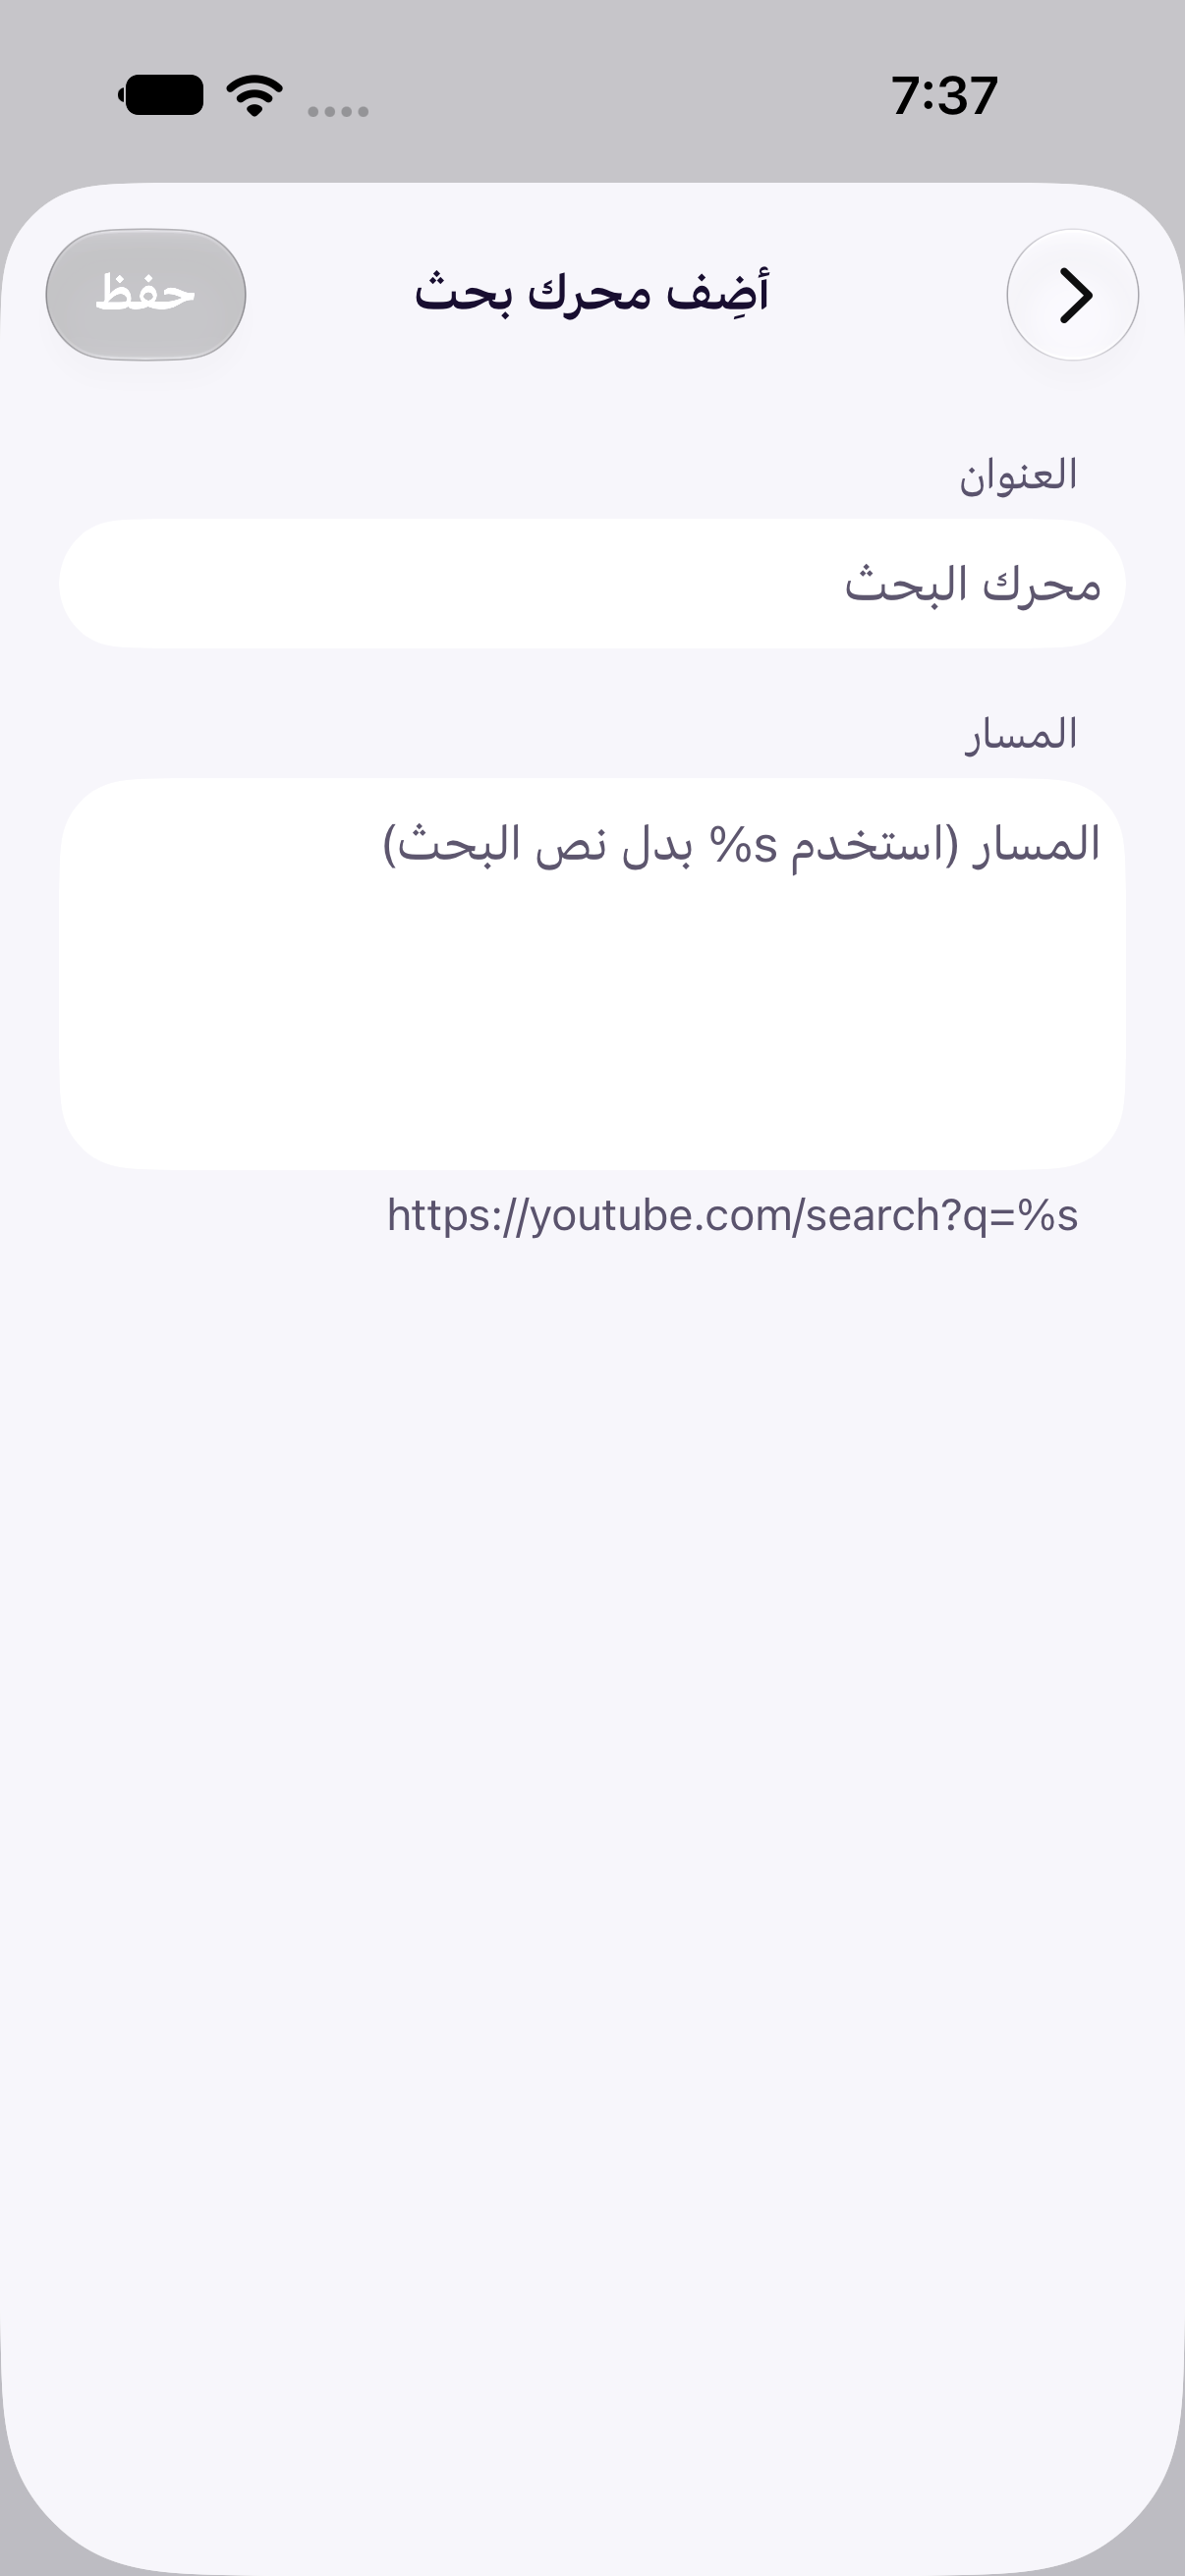 7:37
أضِف محرك بحث
حفظ
العنوان
محرك البحث
المسار
المسار (استخدم %s بدل نص البحث)
https://youtube.com/search?q=%s